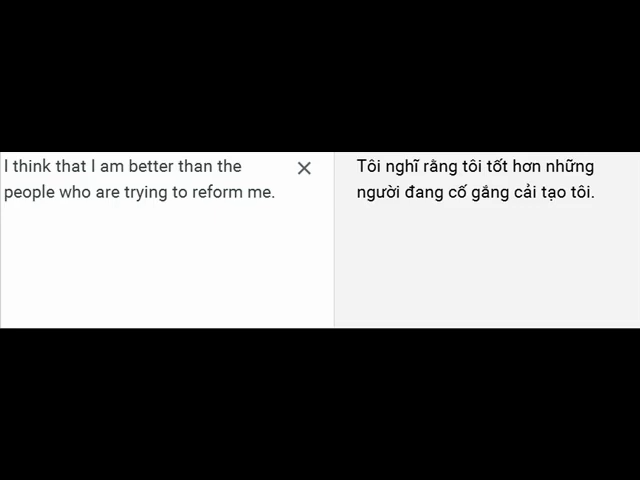 I think that I am better than the
people who are trying to reform me.
Tôi nghĩ rằng tôi tốt hơn những
người đang cố gắng cải tạo tôi.